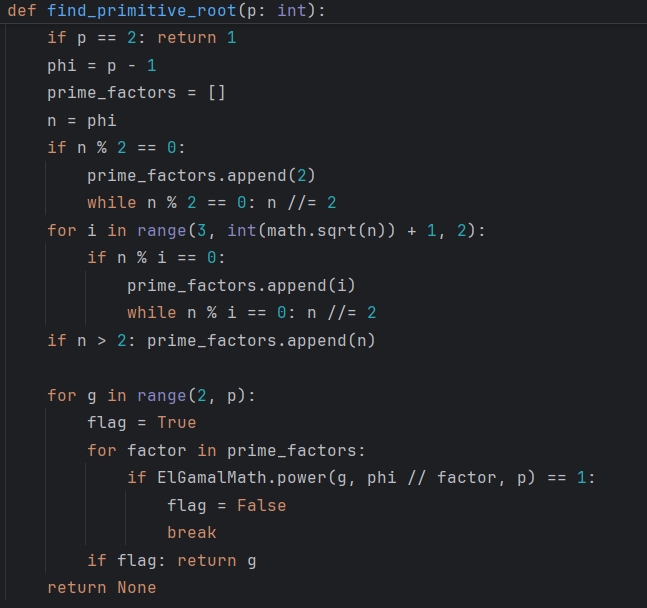 def find_primitive_root(p: int):
    if p == 2: return 1
    phi = p - 1
    prime_factors = []
    n = phi
    if n % 2 == 0:
        prime_factors.append(2)
        while n % 2 == 0: n //= 2
    for i in range(3, int(math.sqrt(n)) + 1, 2):
        if n % i == 0:
            prime_factors.append(i)
            while n % i == 0: n //= 2
    if n > 2: prime_factors.append(n)

    for g in range(2, p):
        flag = True
        for factor in prime_factors:
            if ElGamalMath.power(g, phi // factor, p) == 1:
                flag = False
                break
        if flag: return g
    return None